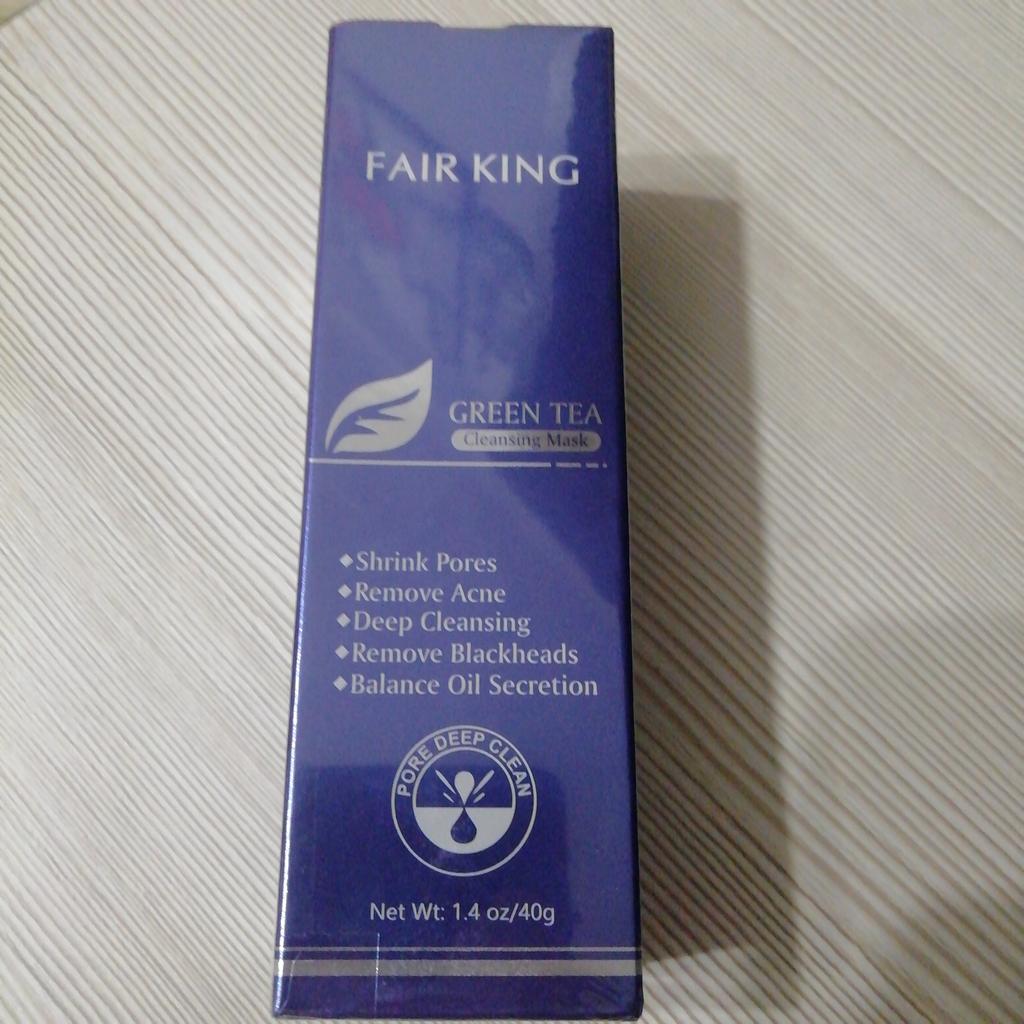 FAIR KING
GREEN TEA
Cleansing Mask
◆Shrink Pores
◆Remove Acne
◆Deep Cleansing
◆Remove Blackheads
◆Balance Oil Secretion
PORE DEEP CLEAN
Net Wt: 1.4 oz/40g